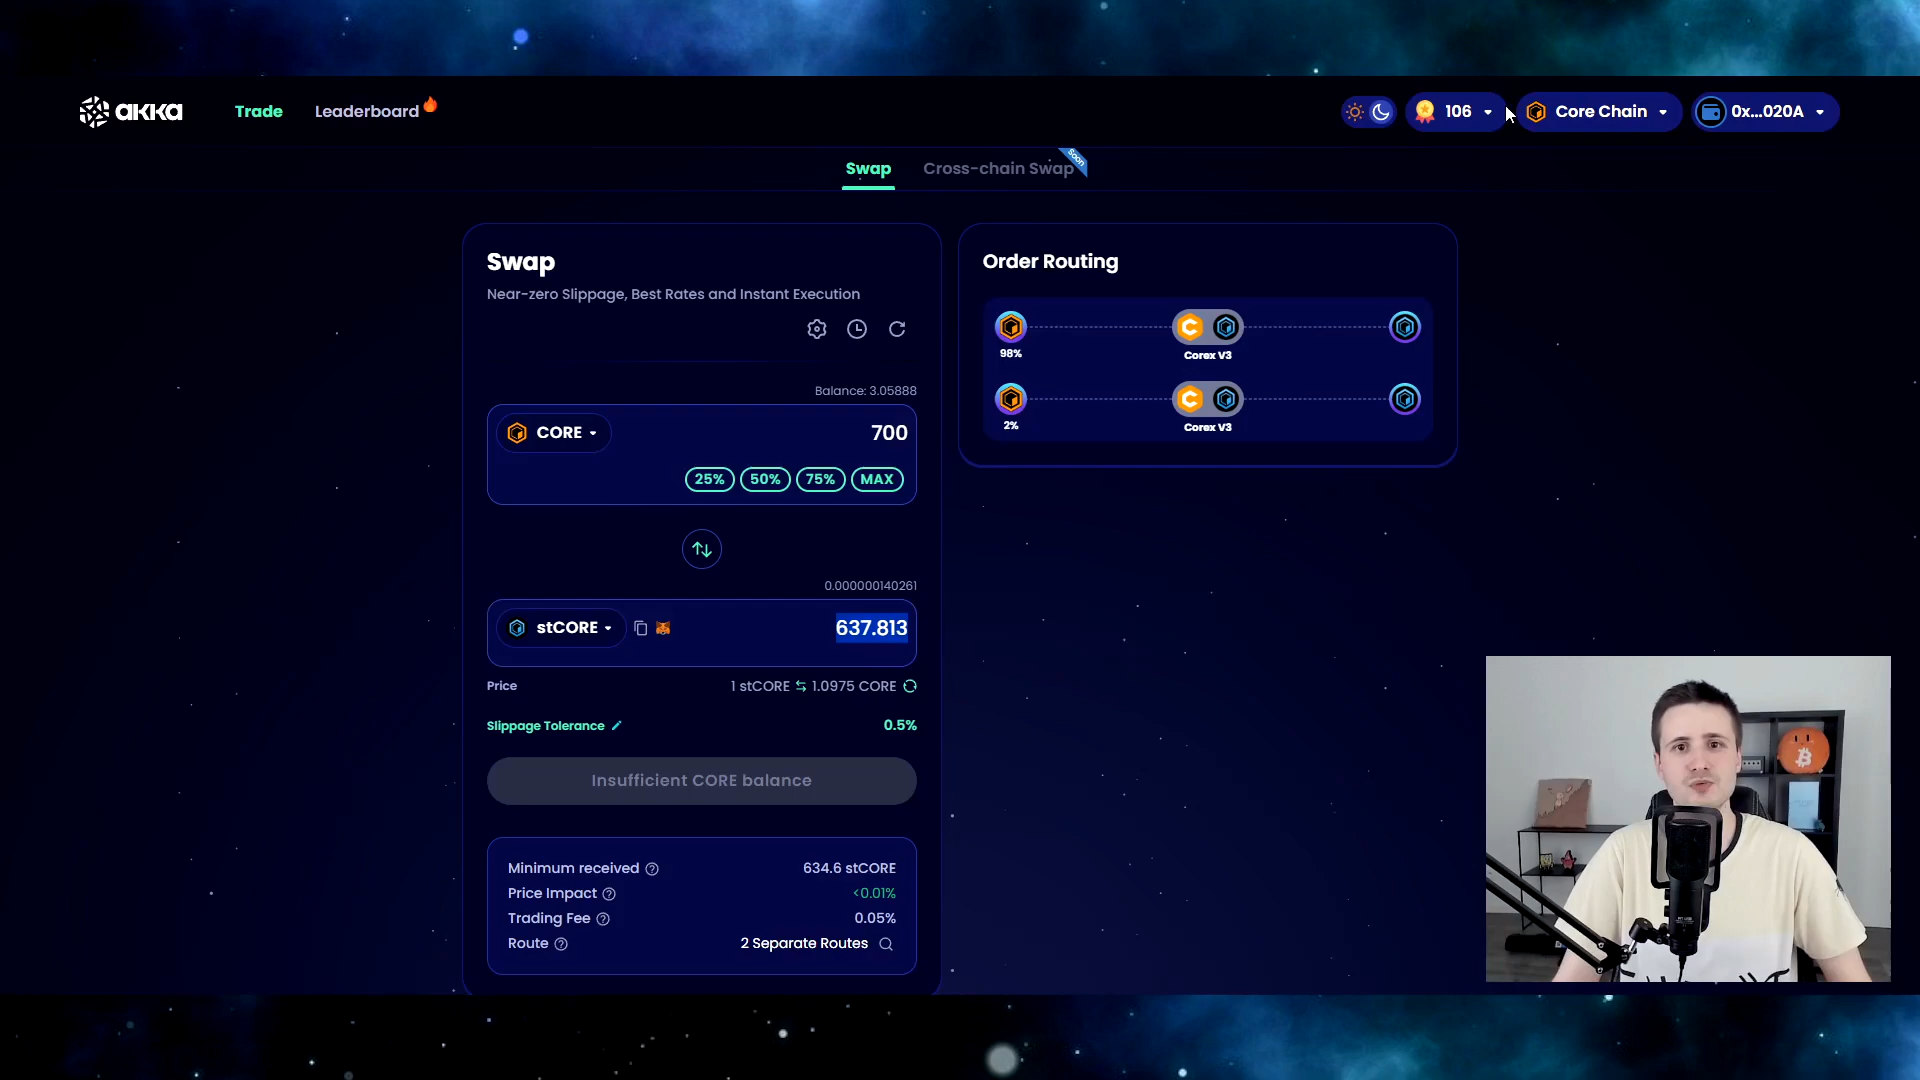 akka
Trade
Leaderboard
106
Core Chain
0x...020A
Swap
Cross-chain Swap
Soon
Swap
Near-zero Slippage, Best Rates and Instant Execution
Balance: 3.05888
CORE
700
25%
50%
75%
MAX
0.000000140261
stCORE
637.813
Price
1 stCORE ⇆ 1.0975 CORE
Slippage Tolerance
0.5%
Insufficient CORE balance
Minimum received
634.6 stCORE
Price Impact
<0.01%
Trading Fee
0.05%
Route
2 Separate Routes
Order Routing
98%
Corex V3
2%
Corex V3